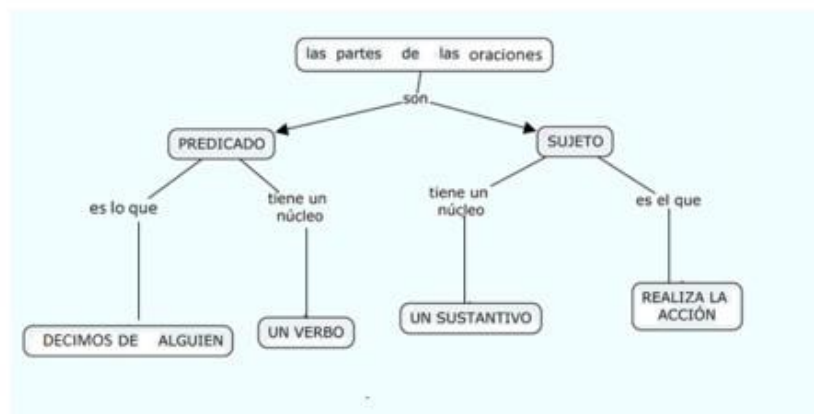 las partes de las oraciones
son
PREDICADO
SUJETO
es lo que
tiene un
núcleo
tiene un
núcleo
es el que
DECIMOS DE ALGUIEN
UN VERBO
UN SUSTANTIVO
REALIZA LA
ACCIÓN